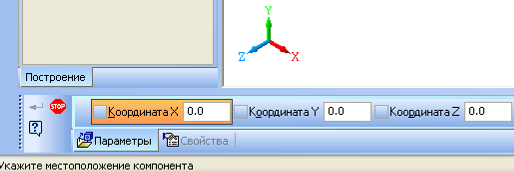 Y
Z X
Построение
STOP
Координата X 0.0 Координата Y 0.0 Координата Z 0.0
?
Параметры Свойства
Укажите местоположение компонента